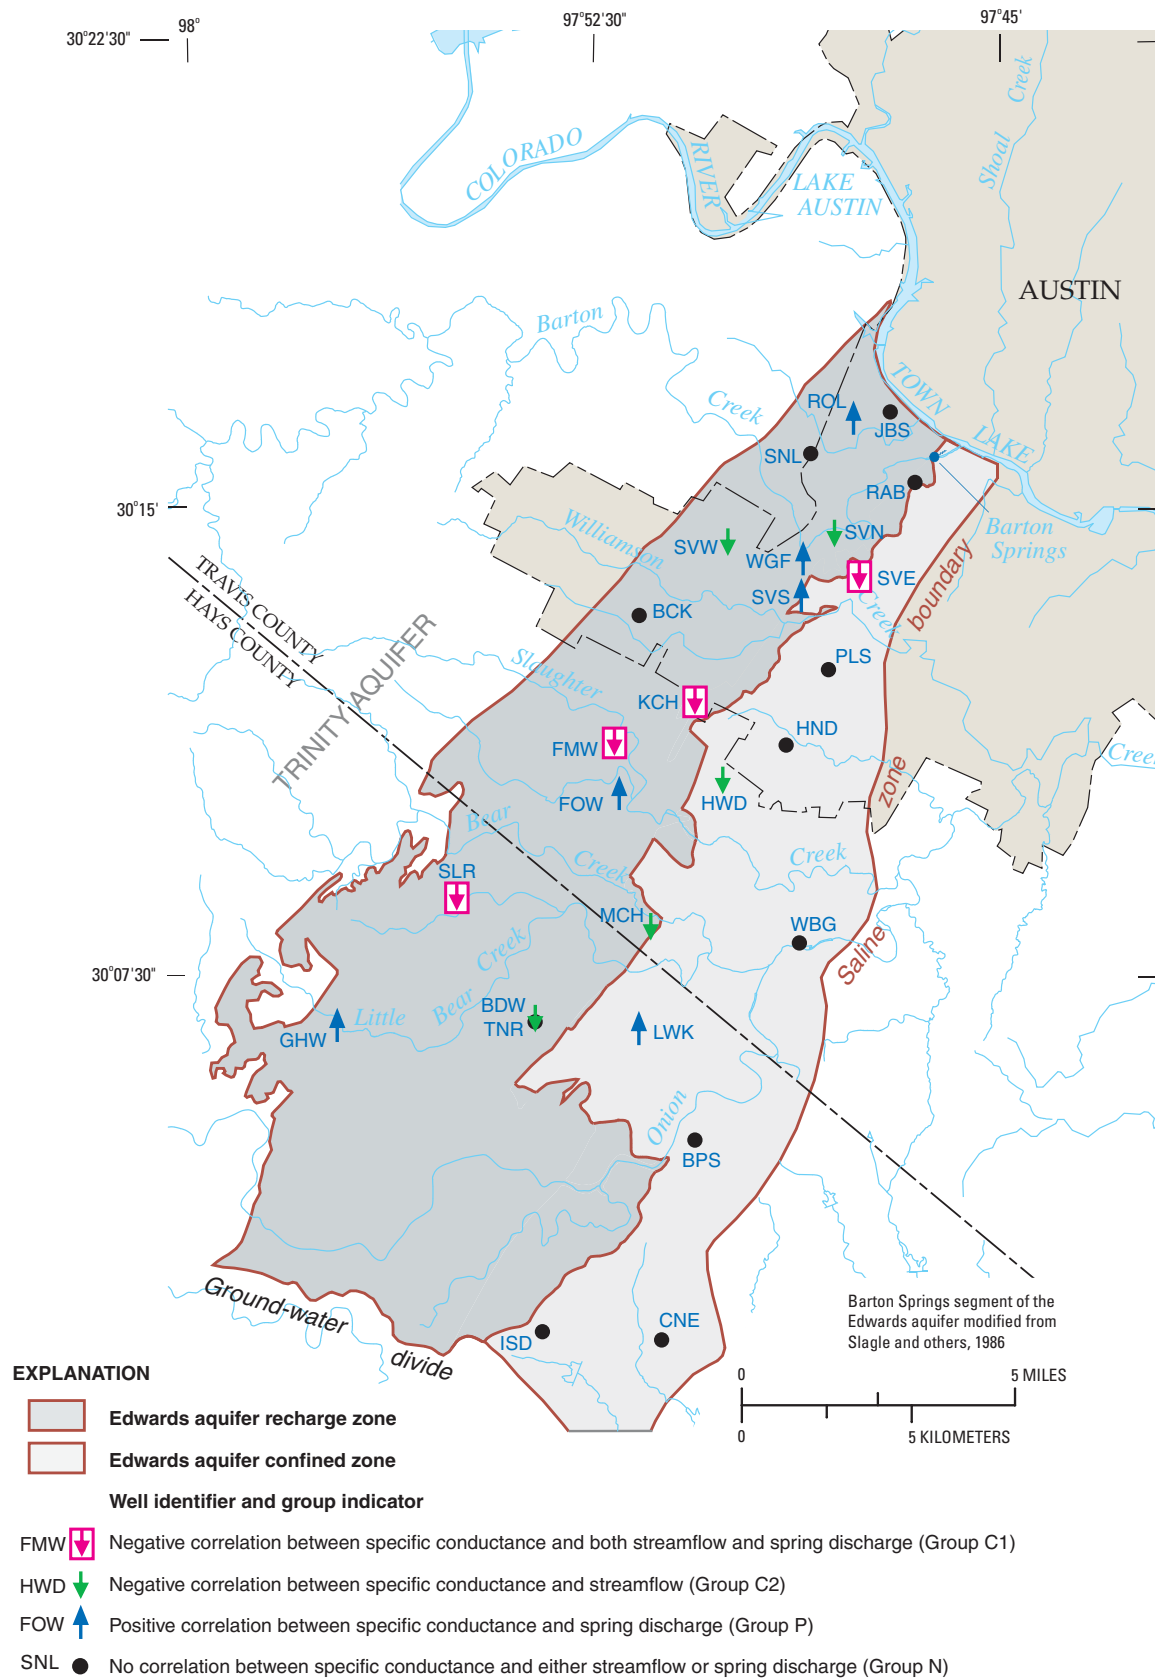 98°
97°52'30"
97°45'
30°22'30"
COLORADO
RIVER
LAKE
AUSTIN
Shoal
Creek
AUSTIN
Barton
Creek
TOWN
LAKE
ROL
JBS
SNL
RAB
30°15'
Williamson
SVW
SVN
WGF
Barton
Springs
SVS
SVE
Creek
boundary
TRAVIS COUNTY
HAYS COUNTY
TRINITY AQUIFER
BCK
PLS
Slaughter
KCH
HND
FMW
Creek
FOW
HWD
zone
Bear
Creek
Creek
SLR
MCH
WBG
Saline
Creek
30°07'30"
BDW
TNR
Little
Bear
GHW
LWK
Onion
BPS
Ground-water
divide
ISD
CNE
Barton Springs segment of the
Edwards aquifer modified from
Slagle and others, 1986
0
5 MILES
0
5 KILOMETERS
EXPLANATION
Edwards aquifer recharge zone
Edwards aquifer confined zone
Well identifier and group indicator
FMW Negative correlation between specific conductance and both streamflow and spring discharge (Group C1)
HWD Negative correlation between specific conductance and streamflow (Group C2)
FOW Positive correlation between specific conductance and spring discharge (Group P)
SNL No correlation between specific conductance and either streamflow or spring discharge (Group N)